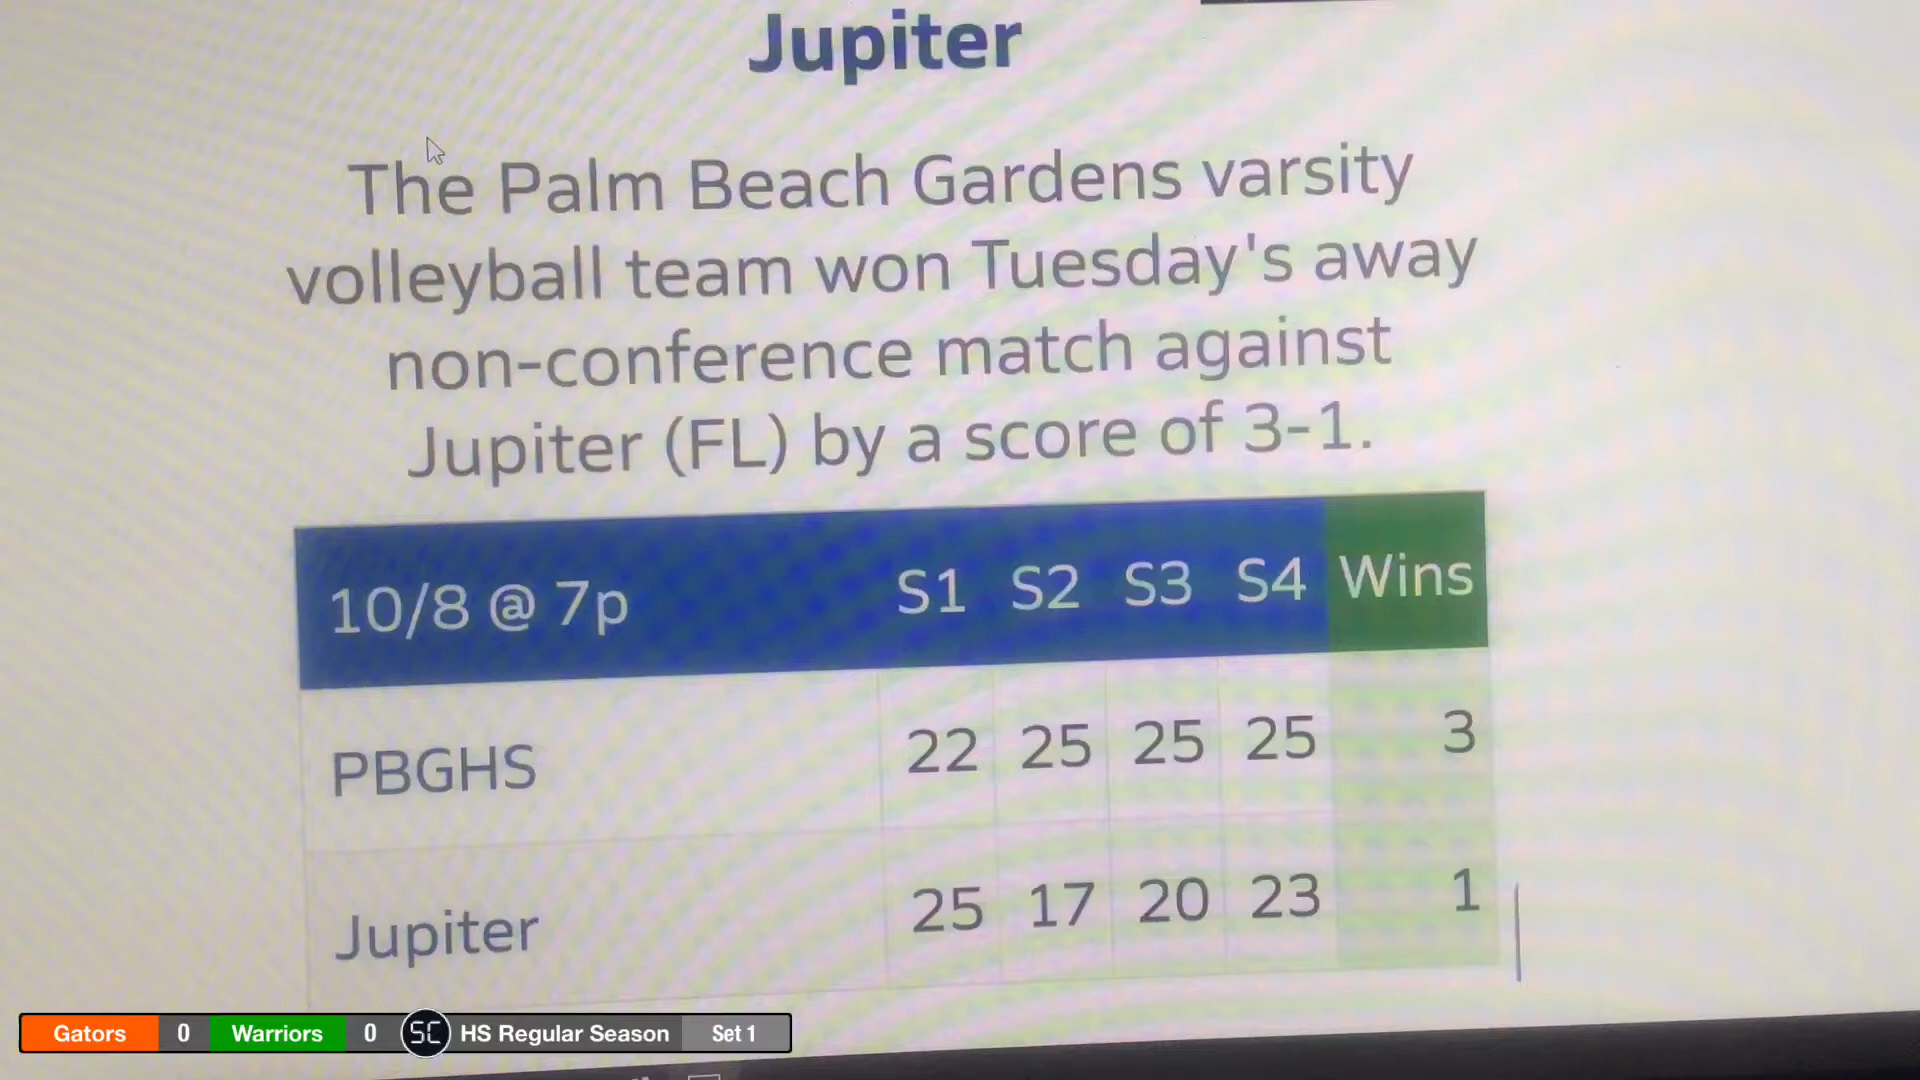 Jupiter
The Palm Beach Gardens varsity
volleyball team won Tuesday's away
non-conference match against
Jupiter (FL) by a score of 3-1.
10/8 @ 7p S1 S2 S3 S4 Wins
PBGHS 22 25 25 25 3
Jupiter 25 17 20 23 1
Gators 0 Warriors 0 SC HS Regular Season Set 1